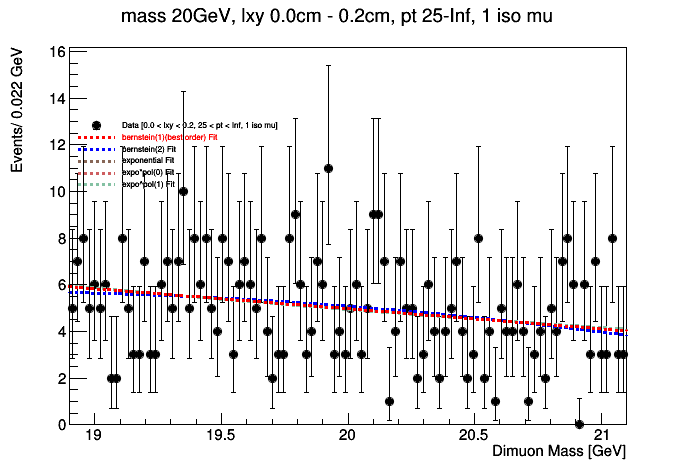 mass 20GeV, lxy 0.0cm - 0.2cm, pt 25-Inf, 1 iso mu
Events/ 0.022 GeV
16
14
12
10
8
6
4
2
0
Data [0.0 < lxy < 0.2, 25 < pt < Inf, 1 iso mu]
bernstein(1)(best order) Fit
bernstein(2) Fit
exponential Fit
expo*pol(0) Fit
expo*pol(1) Fit
19
19.5
20
20.5
21
Dimuon Mass [GeV]